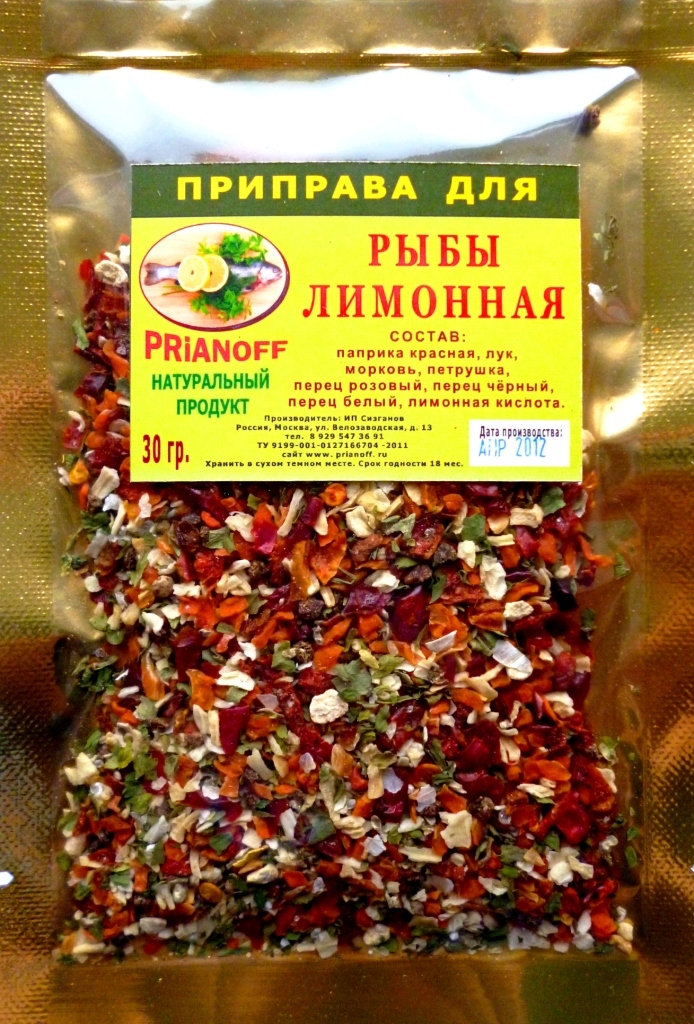 ПРИПРАВА ДЛЯ
РЫБЫ
ЛИМОННАЯ
PRiANOFF
НАТУРАЛЬНЫЙ
ПРОДУКТ
30 гр.
СОСТАВ:
паприка красная, лук,
морковь, петрушка,
перец розовый, перец чёрный,
перец белый, лимонная кислота.
Производитель: ИП Сизганов
Россия, Москва, ул. Велозаводская, д. 13
тел. 8 929 547 36 91
ТУ 9199-001-0127166704 -2011
сайт www. prianoff. ru
Хранить в сухом темном месте. Срок годности 18 мес.
Дата производства:
АПР 2012